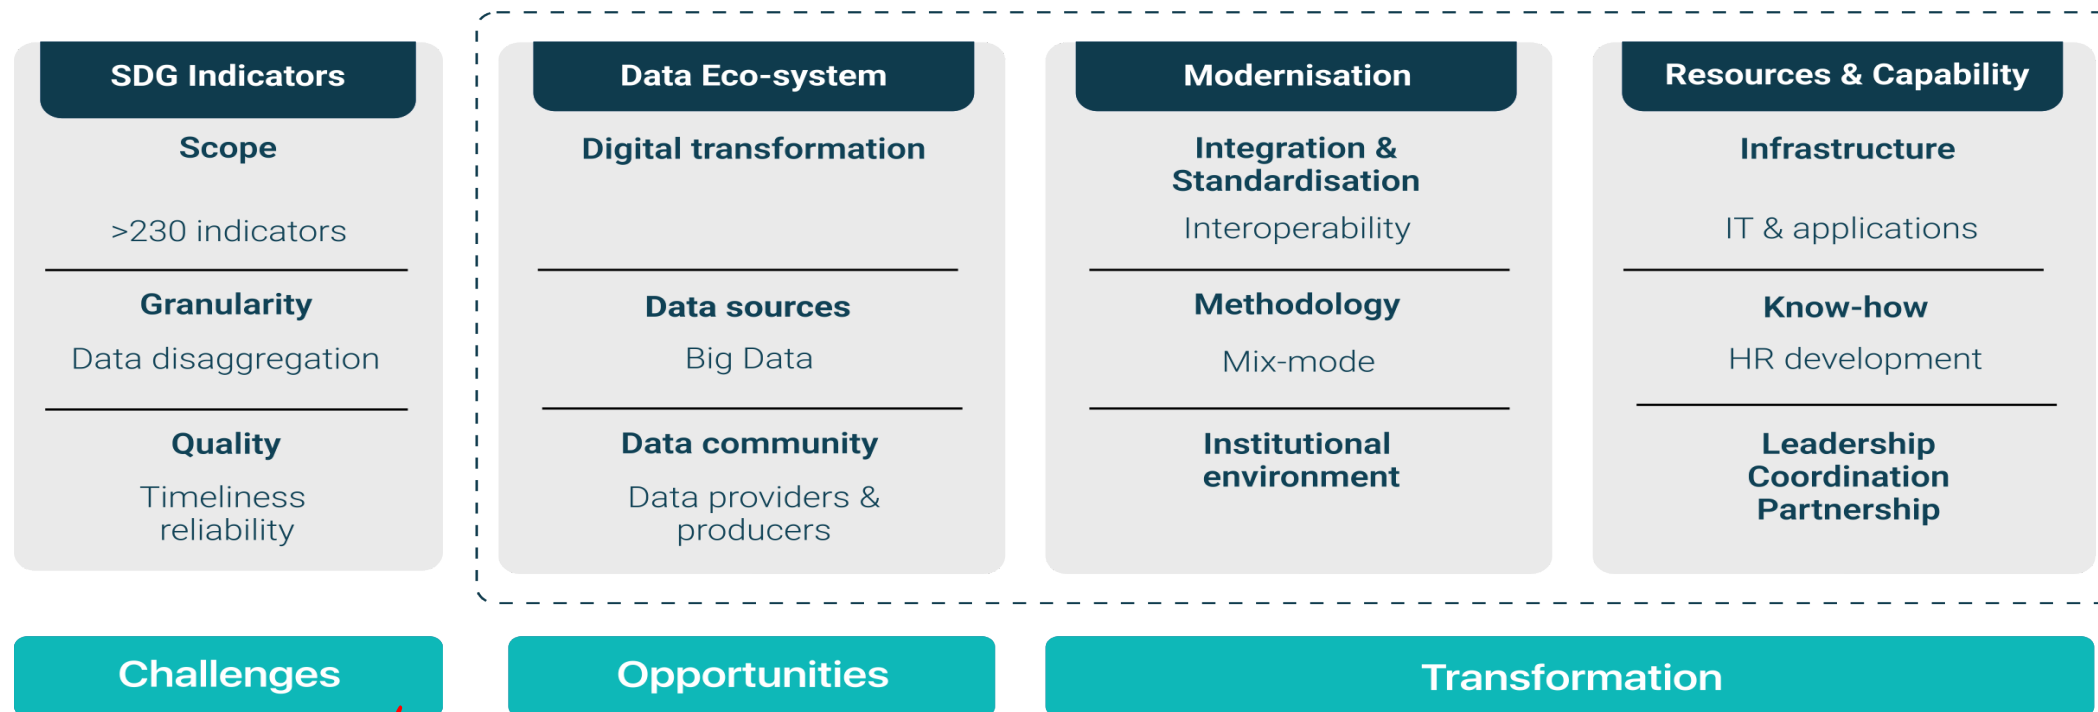 SDG Indicators
Scope
>230 indicators
Granularity
Data disaggregation
Quality
Timeliness
reliability
Data Eco-system
Digital transformation
Data sources
Big Data
Data community
Data providers &
producers
Modernisation
Integration &
Standardisation
Interoperability
Methodology
Mix-mode
Institutional
environment
Resources & Capability
Infrastructure
IT & applications
Know-how
HR development
Leadership
Coordination
Partnership
Challenges
Opportunities
Transformation